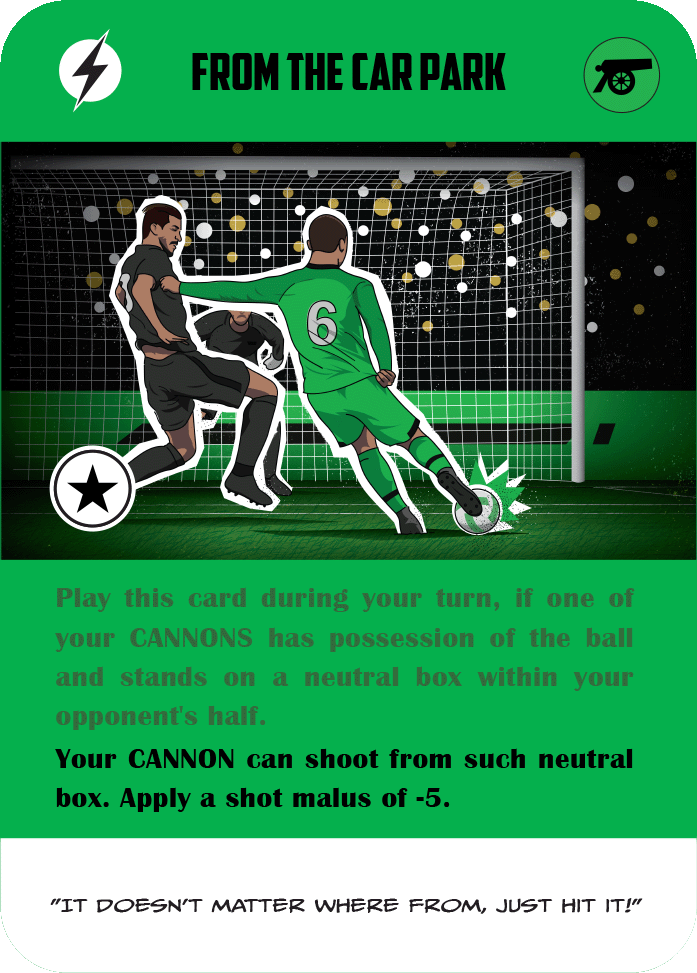 FROM THE CAR PARK
6
Play this card during your turn, if one of
your CANNONS has possession of the ball
and stands on a neutral box within your
opponent's half.
Your CANNON can shoot from such neutral
box. Apply a shot malus of -5.
"IT DOESN'T MATTER WHERE FROM, JUST HIT IT!"